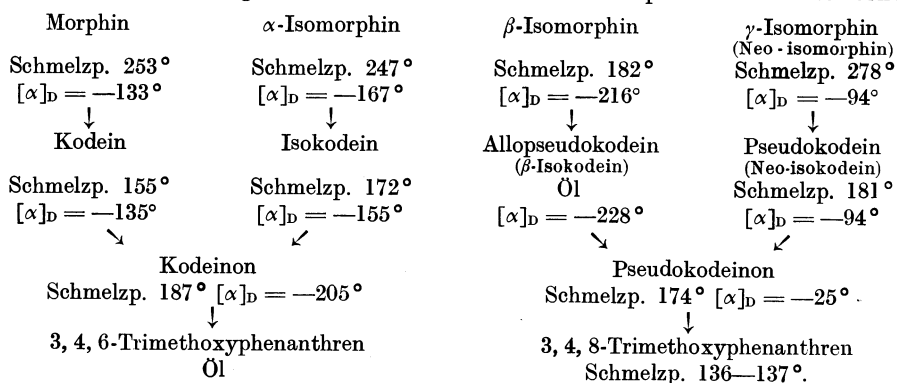 Morphin α-Isomorphin β-Isomorphin γ-Isomorphin
(Neo-isomorphin)
Schmelzp. 253° Schmelzp. 247° Schmelzp. 182° Schmelzp. 278°
[α]D = —133° [α]D = —167° [α]D = —216° [α]D = —94°
↓ ↓ ↓ ↓
Kodein Isokodein Allopseudokodein Pseudokodein
(β-Isokodein) (Neo-isokodein)
Schmelzp. 155° Schmelzp. 172° Öl Schmelzp. 181°
[α]D = —135° [α]D = —155° [α]D = —228° [α]D = —94°
↘ ↙ ↘ ↙
Kodeinon Pseudokodeinon
Schmelzp. 187° [α]D = —205° Schmelzp. 174° [α]D = —25°
↓ ↓
3, 4, 6-Trimethoxyphenanthren 3, 4, 8-Trimethoxyphenanthren
Öl Schmelzp. 136—137°.